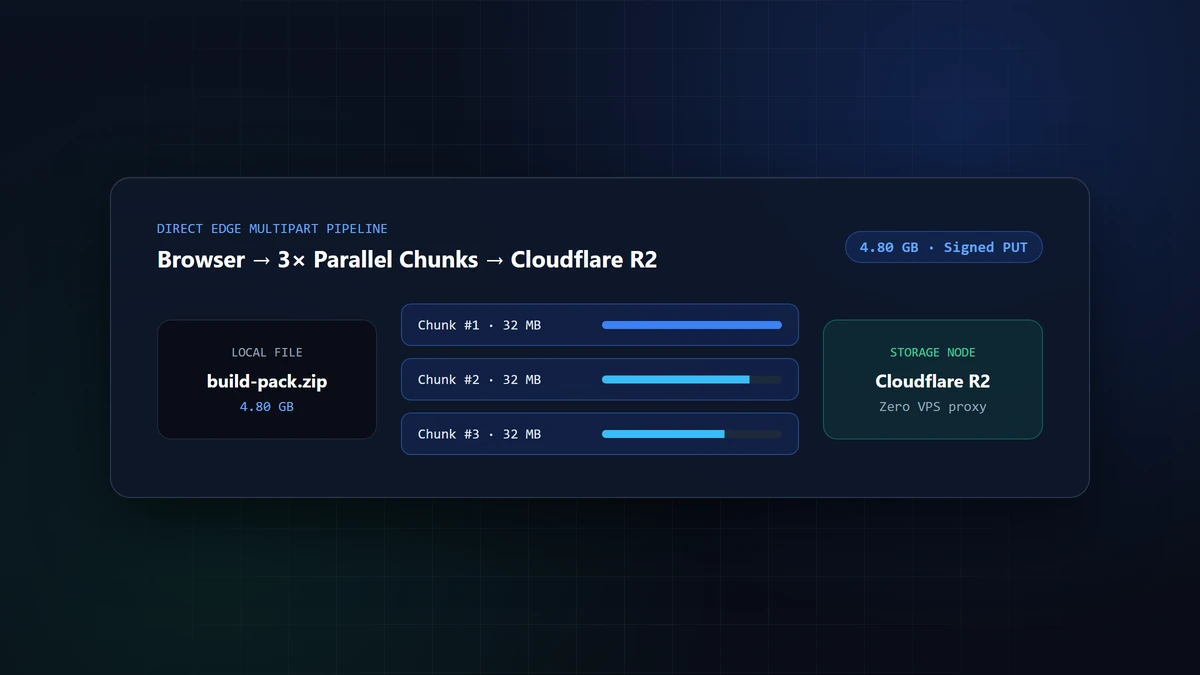 DIRECT EDGE MULTIPART PIPELINE
Browser → 3× Parallel Chunks → Cloudflare R2
4.80 GB · Signed PUT
LOCAL FILE
build-pack.zip
4.80 GB
Chunk #1 · 32 MB
Chunk #2 · 32 MB
Chunk #3 · 32 MB
STORAGE NODE
Cloudflare R2
Zero VPS proxy